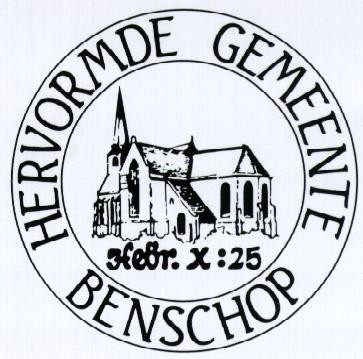 HERVORMDE GEMEENTE
Hebr. X : 25
BENSCHOP